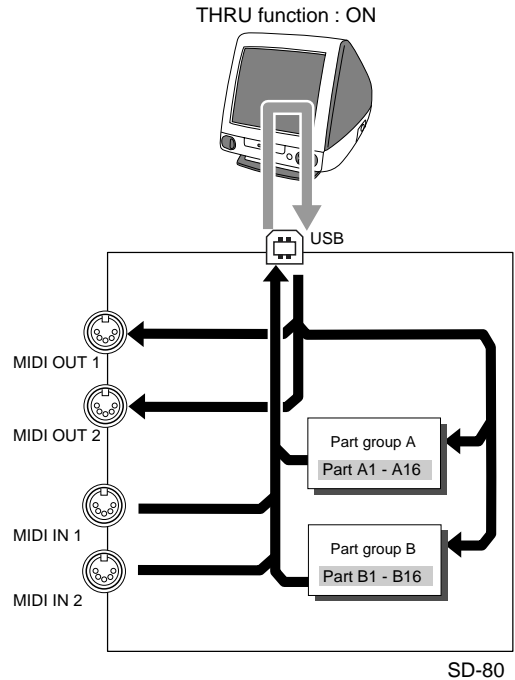 THRU function : ON
USB
MIDI OUT 1
MIDI OUT 2
Part group A
Part A1 - A16
MIDI IN 1
Part group B
Part B1 - B16
MIDI IN 2
SD-80